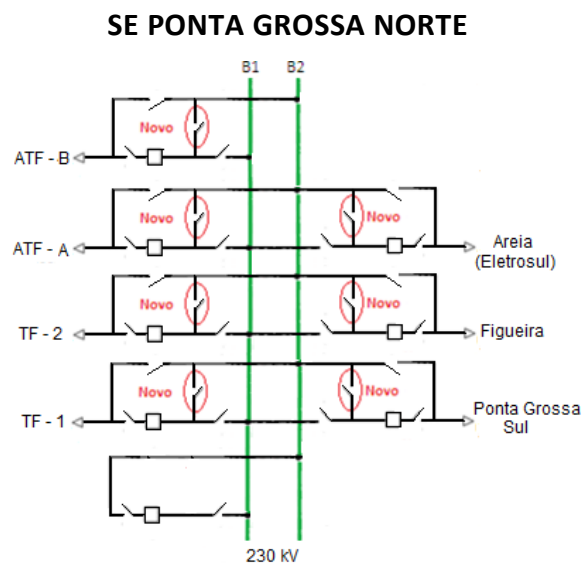 SE PONTA GROSSA NORTE
B1
B2
Novo
ATF - B
Novo
Novo
ATF - A
Areia
(Eletrosul)
Novo
Novo
TF - 2
Figueira
Novo
Novo
TF - 1
Ponta Grossa
Sul
230 kV